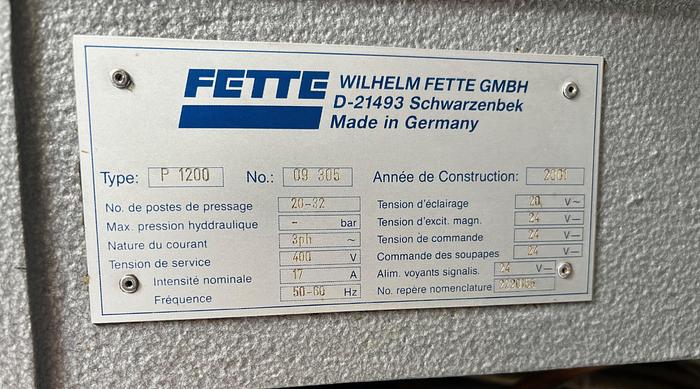 FETTE
WILHELM FETTE GMBH
D-21493 Schwarzenbek
Made in Germany
Type: P 1200 No.: 09 305 Année de Construction:
No. de postes de pressage 20-32
Max. pression hyddraulique - bar
Nature du courant 3ph ~
Tension de service 400 V
Intensité nominale 17 A
Fréquence 50-60 Hz
Tension d'éclairage 20 V~
Tension d'excit. magn. 24 V—
Tension de commande 24 V—
Commande des soupapes 24 V—
Alim. voyants signalis. 24 V—
No. repère nomenclature